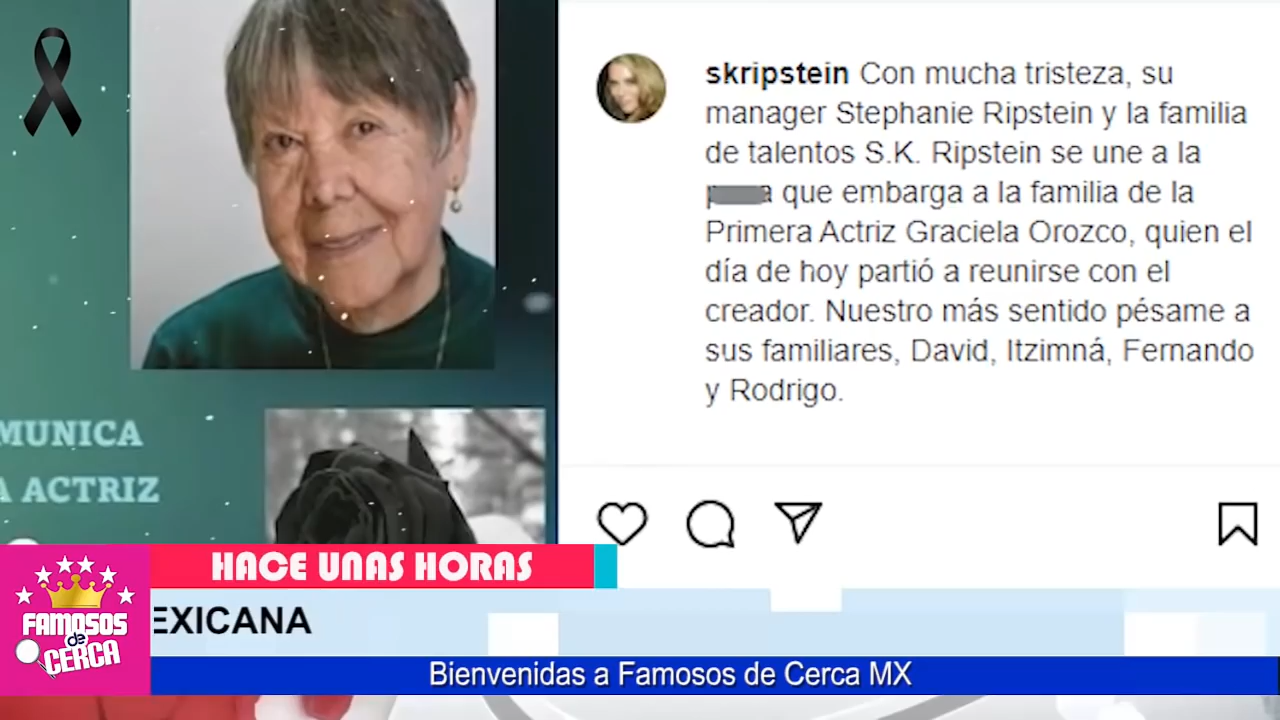 skripstein Con mucha tristeza, su
manager Stephanie Ripstein y la familia
de talentos S.K. Ripstein se une a la
que embarga a la familia de la
Primera Actriz Graciela Orozco, quien el
día de hoy partió a reunirse con el
creador. Nuestro más sentido pésame a
sus familiares, David, Itzimná, Fernando
y Rodrigo.
MUNICA
A ACTRIZ
HACE UNAS HORAS
FAMOSOS
de
CERCA
EXICANA
Bienvenidas a Famosos de Cerca MX